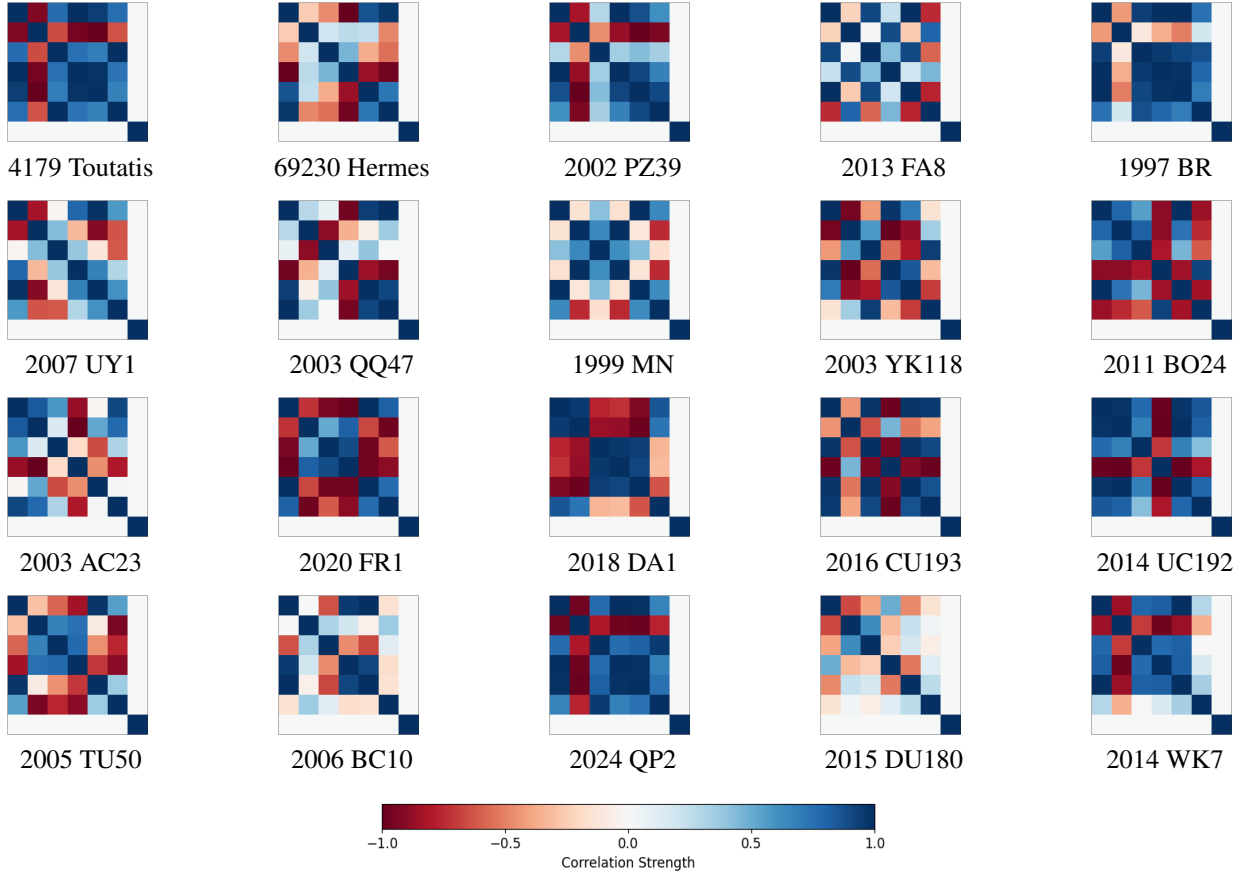 4179 Toutatis 69230 Hermes 2002 PZ39 2013 FA8 1997 BR
2007 UY1 2003 QQ47 1999 MN 2003 YK118 2011 BO24
2003 AC23 2020 FR1 2018 DA1 2016 CU193 2014 UC192
2005 TU50 2006 BC10 2024 QP2 2015 DU180 2014 WK7
−1.0 −0.5 0.0 0.5 1.0
Correlation Strength